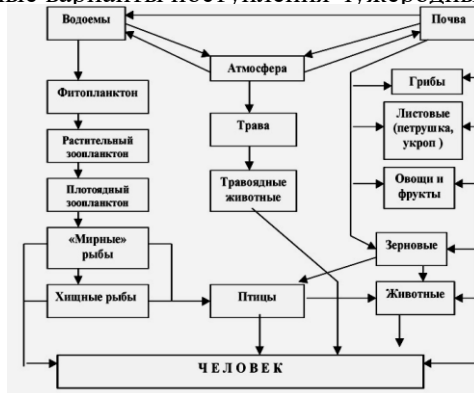 Водоемы
Почва
Атмосфера
Фитопланктон
Трава
Грибы
Листовые
(петрушка,
укроп )
Растительный
зоопланктон
Плотоядный
зоопланктон
Травоядные
животные
Овощи и
фрукты
«Мирные»
рыбы
Зерновые
Хищные рыбы
Птицы
Животные
Ч Е Л О В Е К